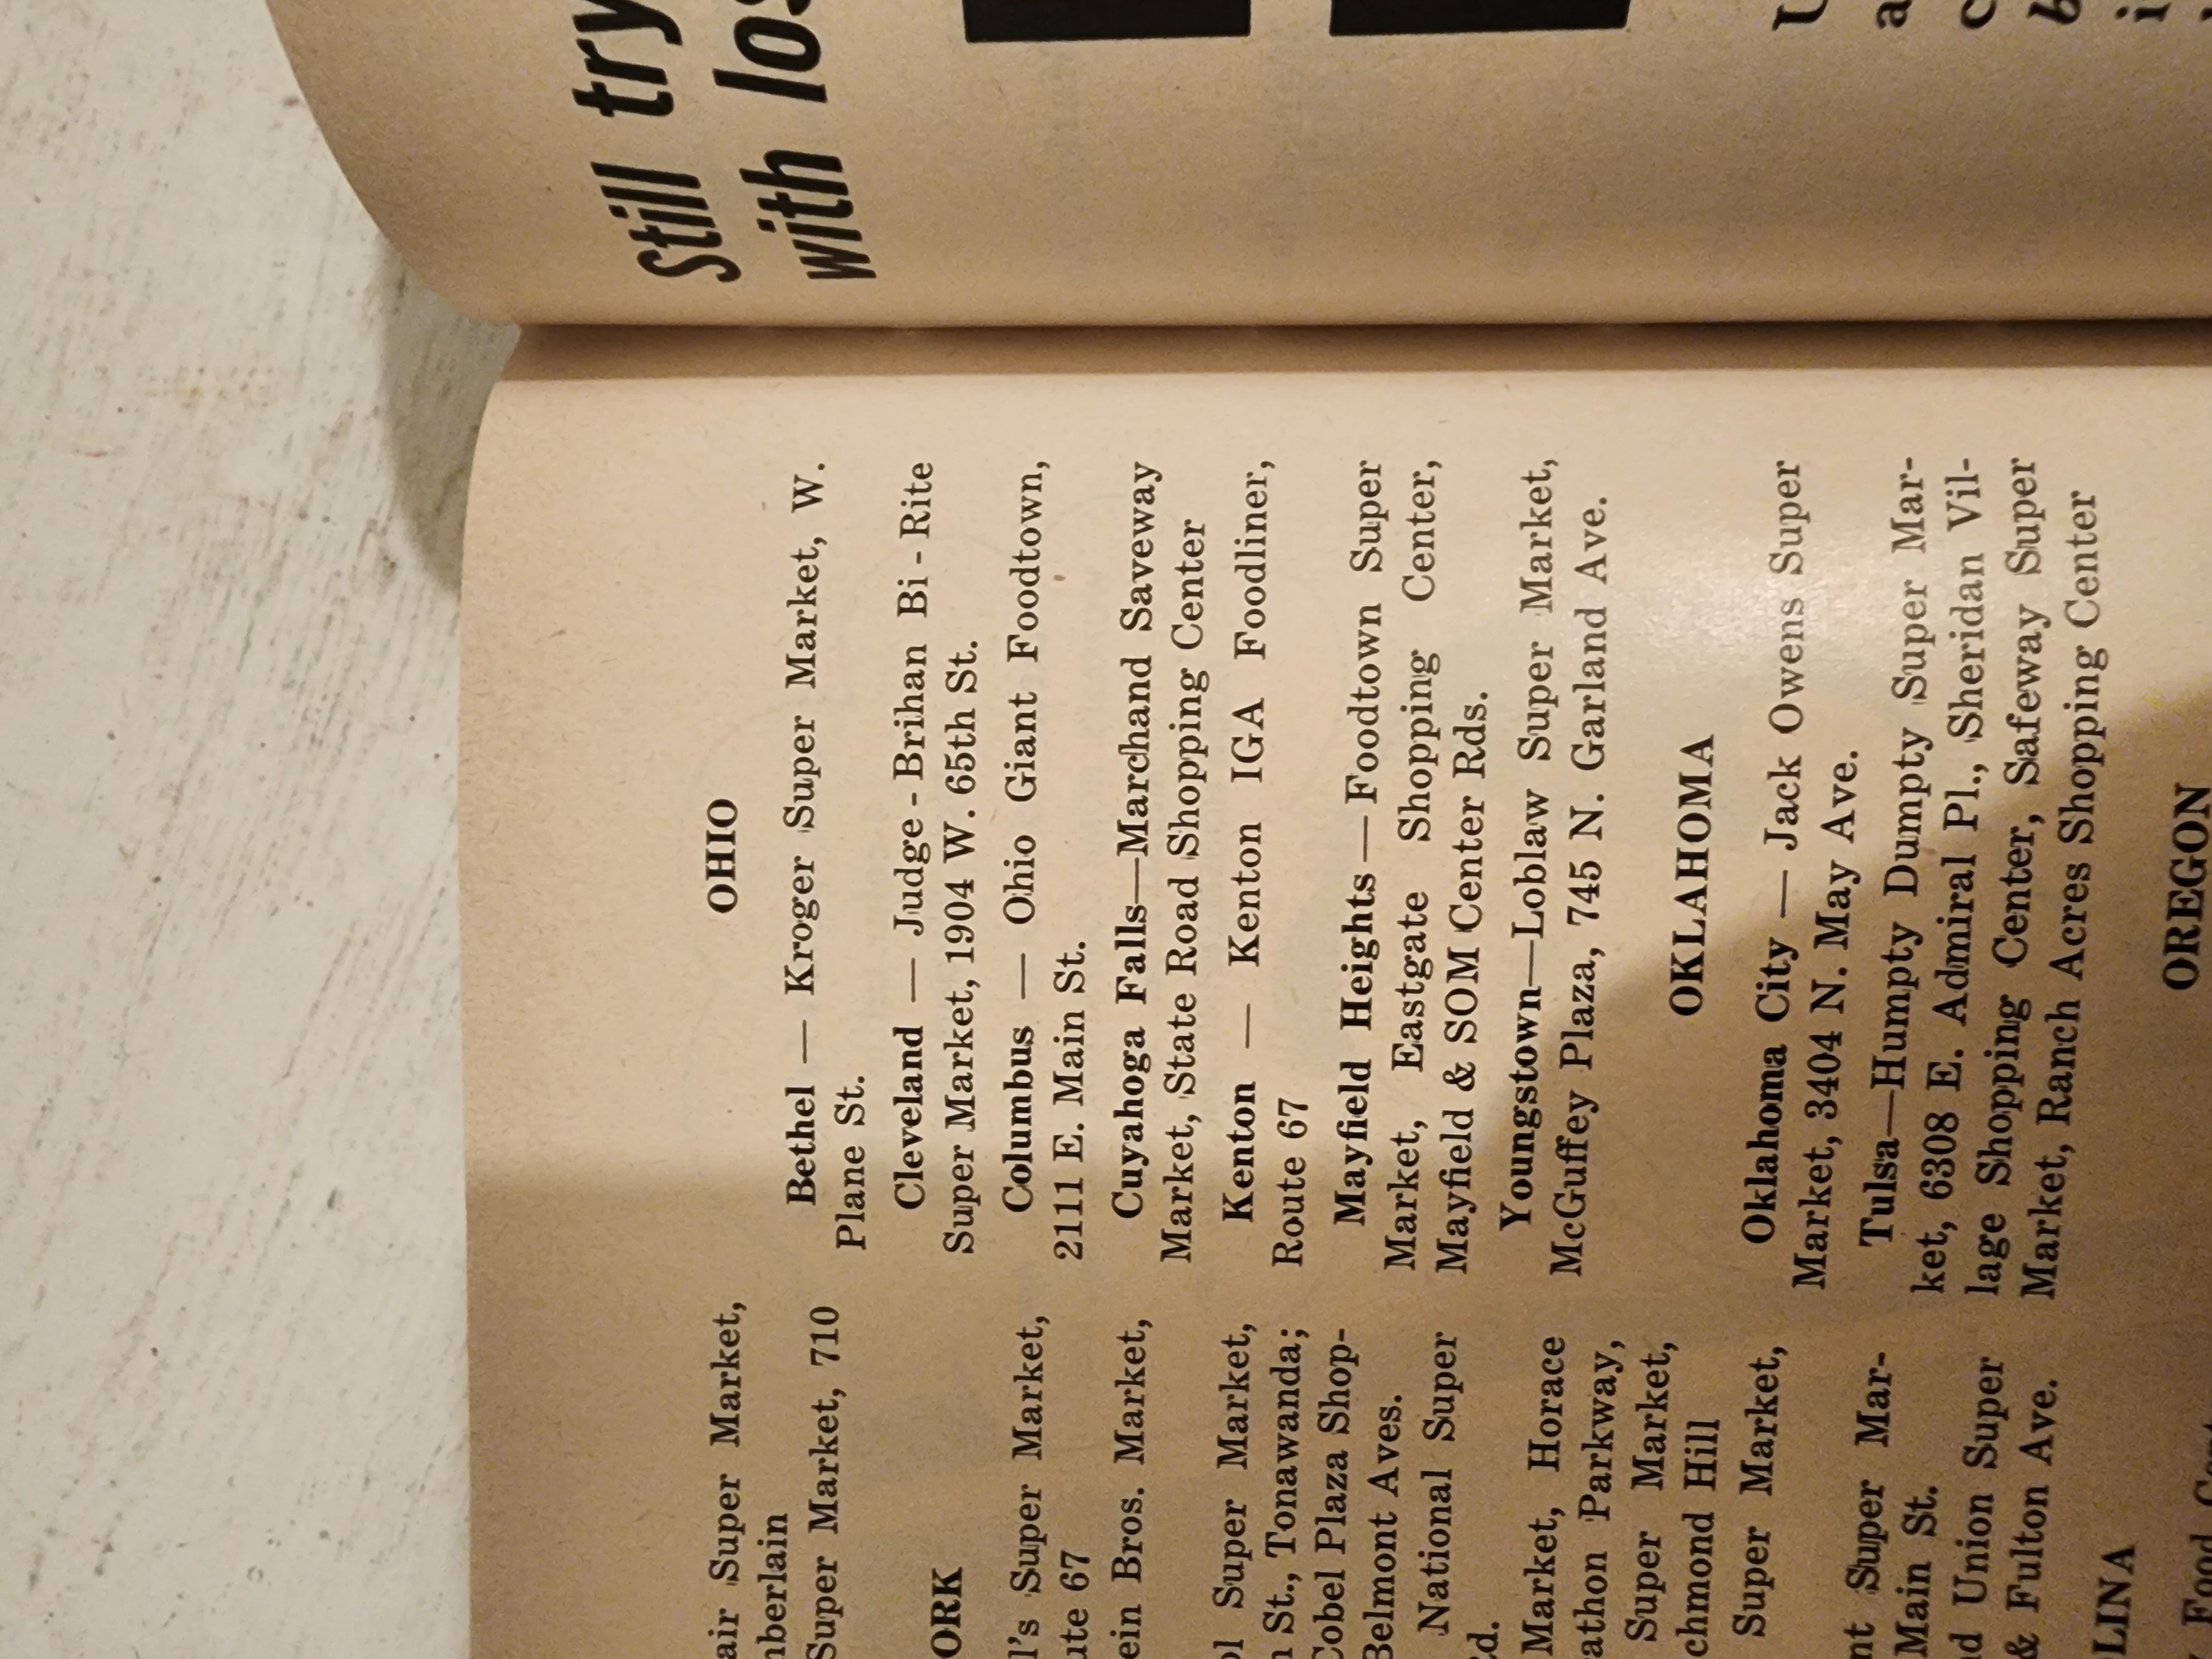 air Super Market,
nberlain
Super Market, 710
ORK
l's Super Market,
ute 67
ein Bros. Market,
ol Super Market,
n St., Tonawanda;
Cobel Plaza Shop-
Belmont Aves.
National Super
d.
Market, Horace
athon Parkway,
Super Market,
chmond Hill
Super Market,
nt Super Mar-
Main St.
nd Union Super
& Fulton Ave.
LINA
OHIO
Bethel — Kroger Super Market, W.
Plane St.
Cleveland — Judge - Brihan Bi - Rite
Super Market, 1904 W. 65th St.
Columbus — Ohio Giant Foodtown,
2111 E. Main St.
Cuyahoga Falls—Marchand Saveway
Market, State Road Shopping Center
Kenton — Kenton IGA Foodliner,
Route 67
Mayfield Heights — Foodtown Super
Market, Eastgate Shopping Center,
Mayfield & SOM Center Rds.
Youngstown—Loblaw Super Market,
McGuffey Plaza, 745 N. Garland Ave.
OKLAHOMA
Oklahoma City — Jack Owens Super
Market, 3404 N. May Ave.
Tulsa—Humpty Dumpty Super Mar-
ket, 6308 E. Admiral Pl., Sheridan Vil-
lage Shopping Center, Safeway Super
Market, Ranch Acres Shopping Center
OREGON
Still try
with los